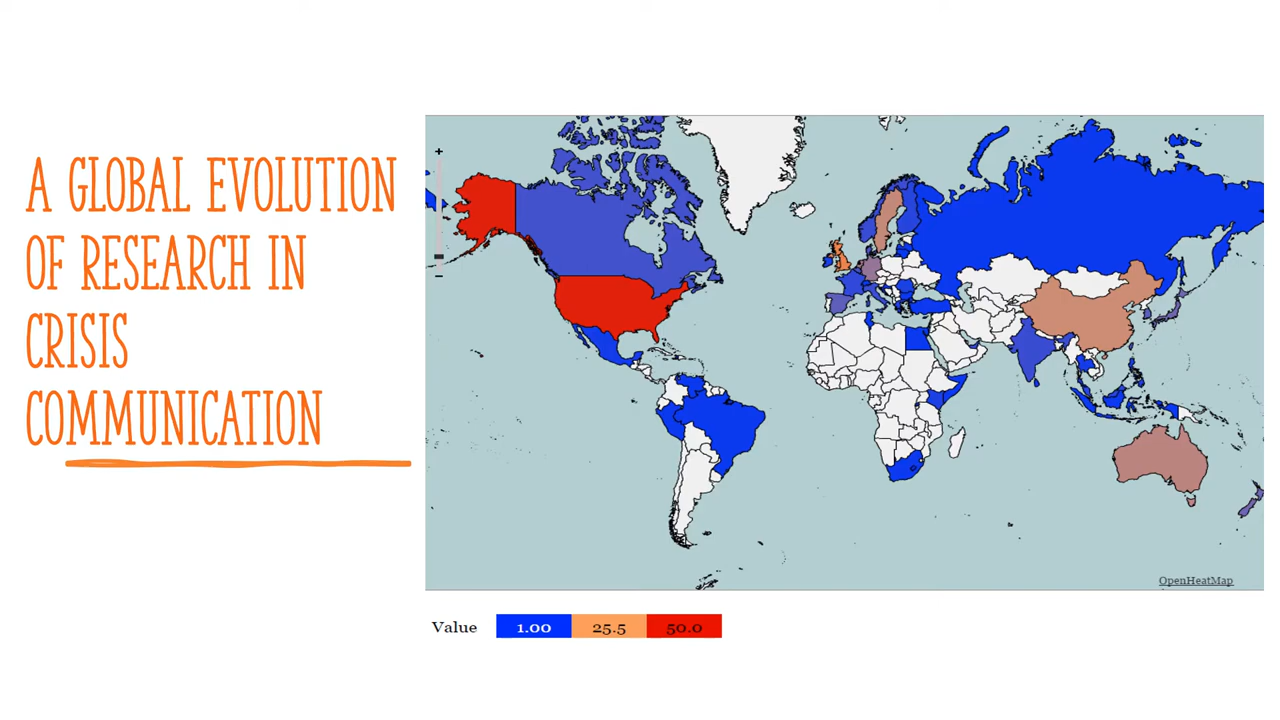 A GLOBAL EVOLUTION
OF RESEARCH IN
CRISIS
COMMUNICATION
+
-
OpenHeatMap
Value 1.00 25.5 50.0